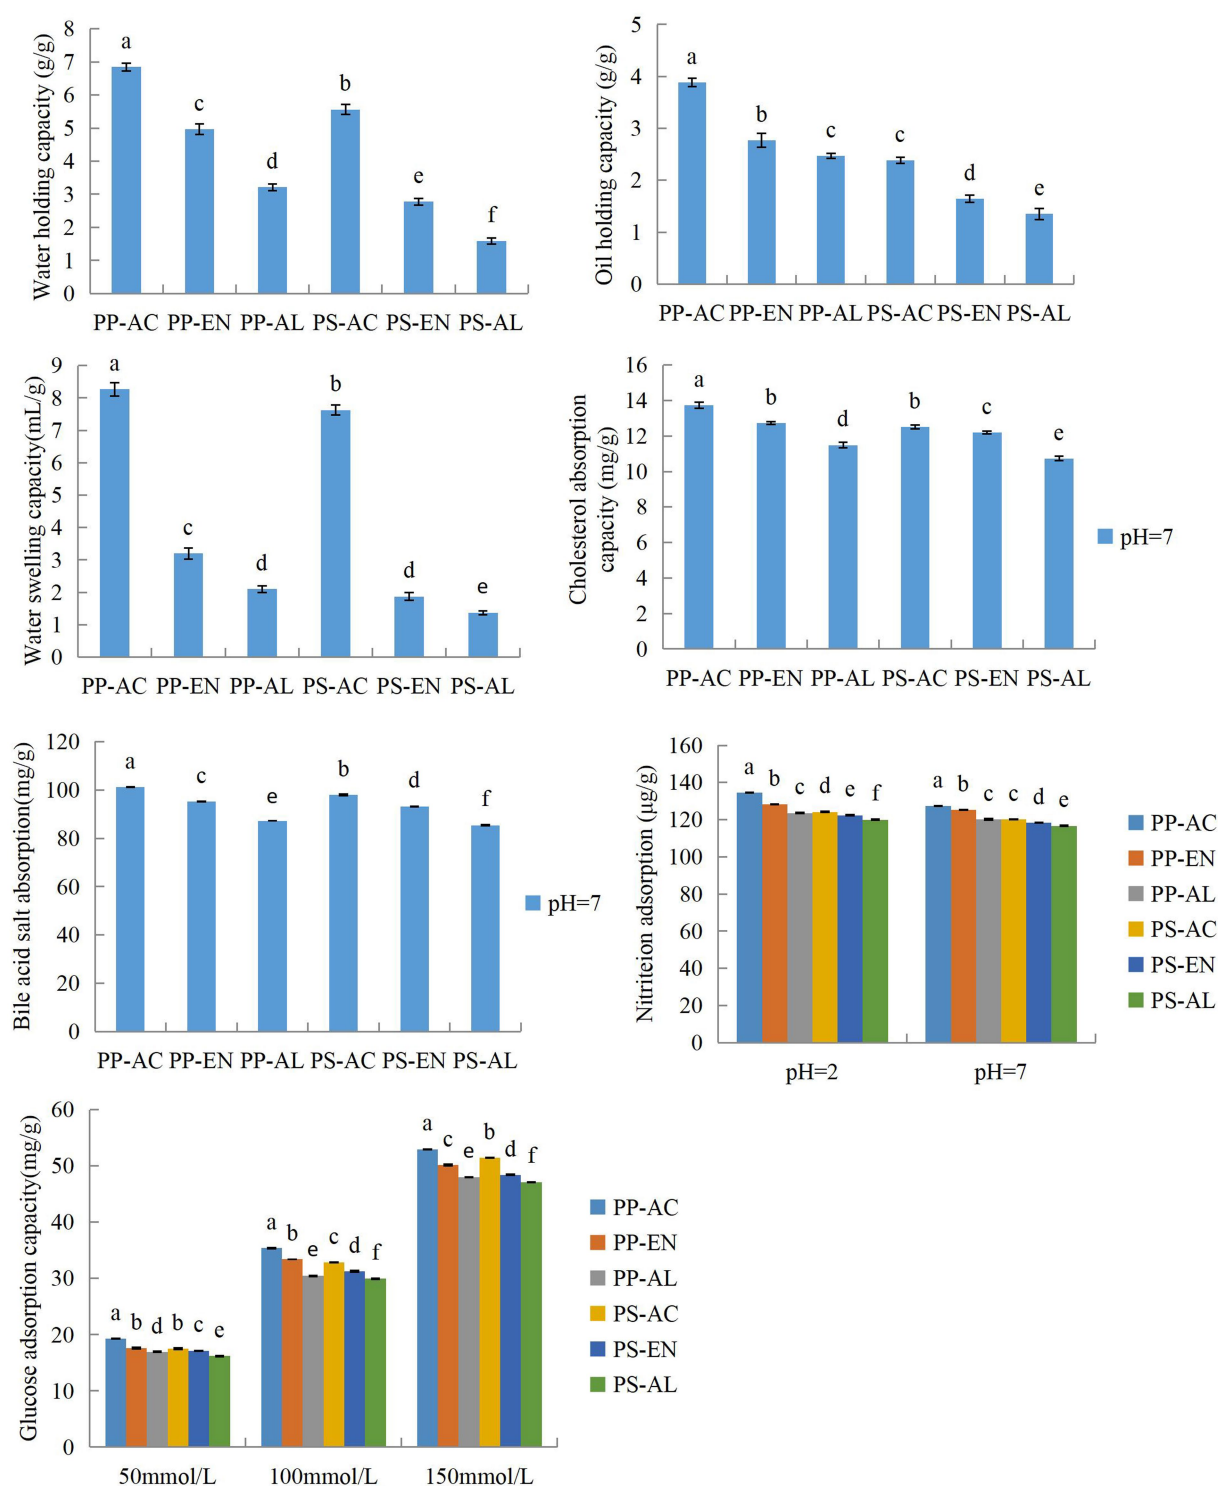 Water holding capacity (g/g)
8
7
6
5
4
3
2
1
0
a
c
d
b
e
f
PP-AC PP-EN PP-AL PS-AC PS-EN PS-AL
Oil holding capacity (g/g)
5
4
3
2
1
0
a
b
c
c
d
e
PP-AC PP-EN PP-AL PS-AC PS-EN PS-AL
Water swelling capacity(mL/g)
9
8
7
6
5
4
3
2
1
0
a
c
d
b
d
e
PP-AC PP-EN PP-AL PS-AC PS-EN PS-AL
Cholesterol absorption
capacity (mg/g)
16
14
12
10
8
6
4
2
0
a
b
d
b
c
e
PP-AC PP-EN PP-AL PS-AC PS-EN PS-AL
pH=7
Bile acid salt absorption(mg/g)
120
100
80
60
40
20
0
a
c
e
b
d
f
PP-AC PP-EN PP-AL PS-AC PS-EN PS-AL
pH=7
Nitriteion adsorption (μg/g)
160
140
120
100
80
60
40
20
0
a b c d e f
a b c c d e
pH=2 pH=7
PP-AC
PP-EN
PP-AL
PS-AC
PS-EN
PS-AL
Glucose adsorption capacity(mg/g)
60
50
40
30
20
10
0
a b d b c e
a b e c d f
a c e b d f
50mmol/L 100mmol/L 150mmol/L
PP-AC
PP-EN
PP-AL
PS-AC
PS-EN
PS-AL